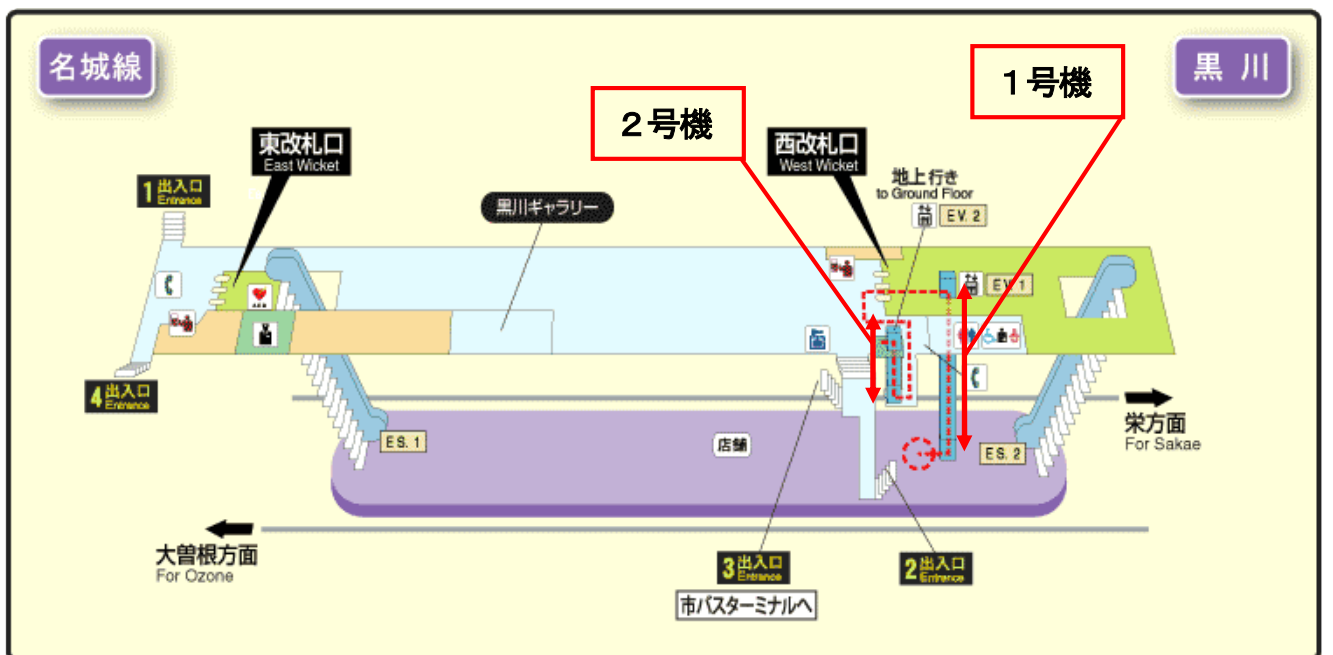 名城線
黒川
1号機
2号機
東改札口
East Wicket
西改札口
West Wicket
地上行き
to Ground Floor
EV. 2
1 出入口
Entrance
黒川ギャラリー
EV. 1
4 出入口
Entrance
栄方面
For Sakae
ES. 1
店舗
ES. 2
大曽根方面
For Ozone
3 出入口
Entrance
2 出入口
Entrance
市バスターミナルへ